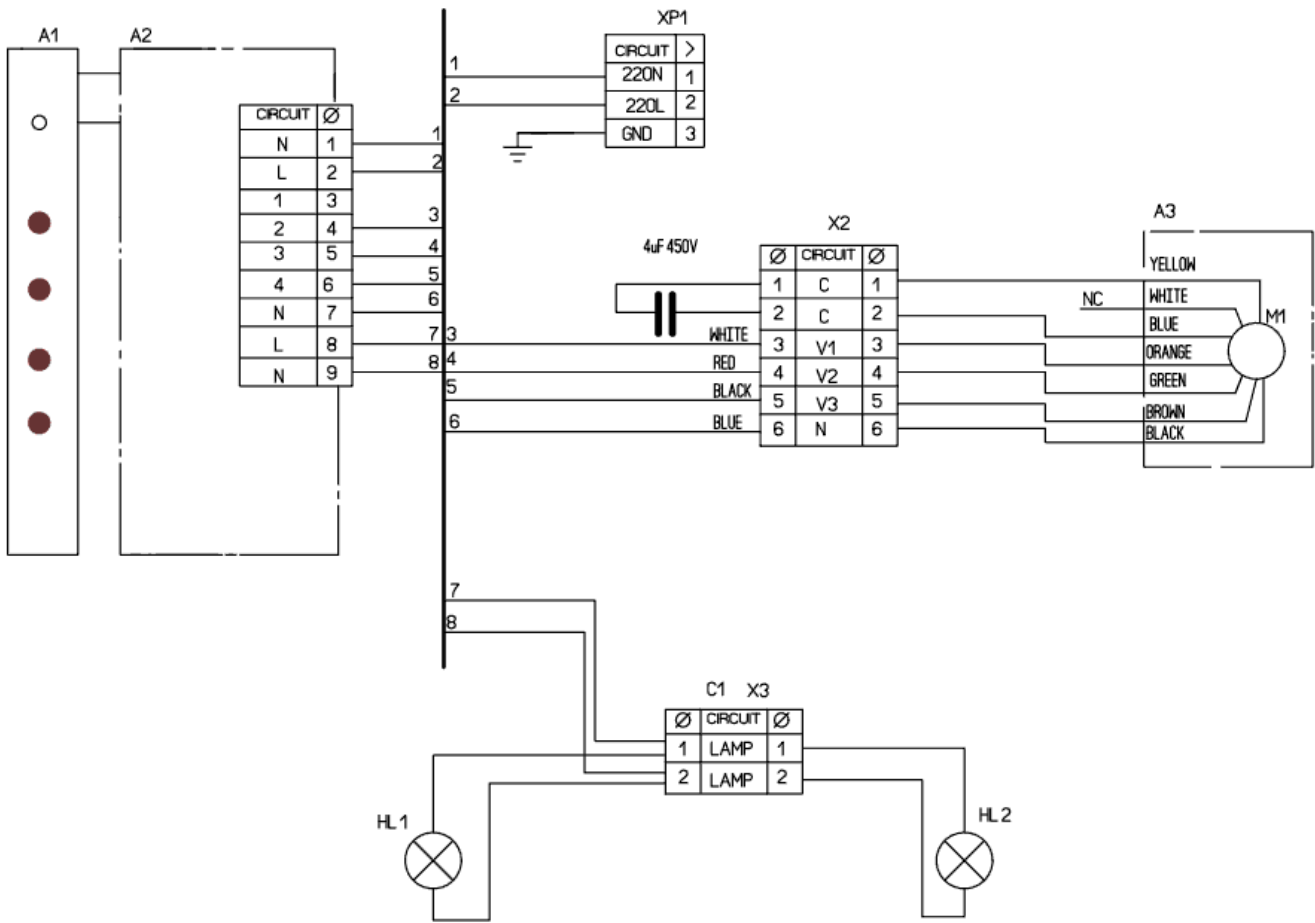 A1
A2
CIRCUIT Ø
N 1
L 2
1 3
2 4
3 5
4 6
N 7
L 8
N 9
1
2
3
4
5
6
7
8
1
2
3
4
5
6
7
8
XP1
CIRCUIT >
220N 1
220L 2
GND 3
4uF 450V
WHITE
RED
BLACK
BLUE
X2
Ø CIRCUIT Ø
1 C 1
2 C 2
3 V1 3
4 V2 4
5 V3 5
6 N 6
A3
NC
YELLOW
WHITE
BLUE
ORANGE
GREEN
BROWN
BLACK
M1
C1 X3
Ø CIRCUIT Ø
1 LAMP 1
2 LAMP 2
HL1
HL2